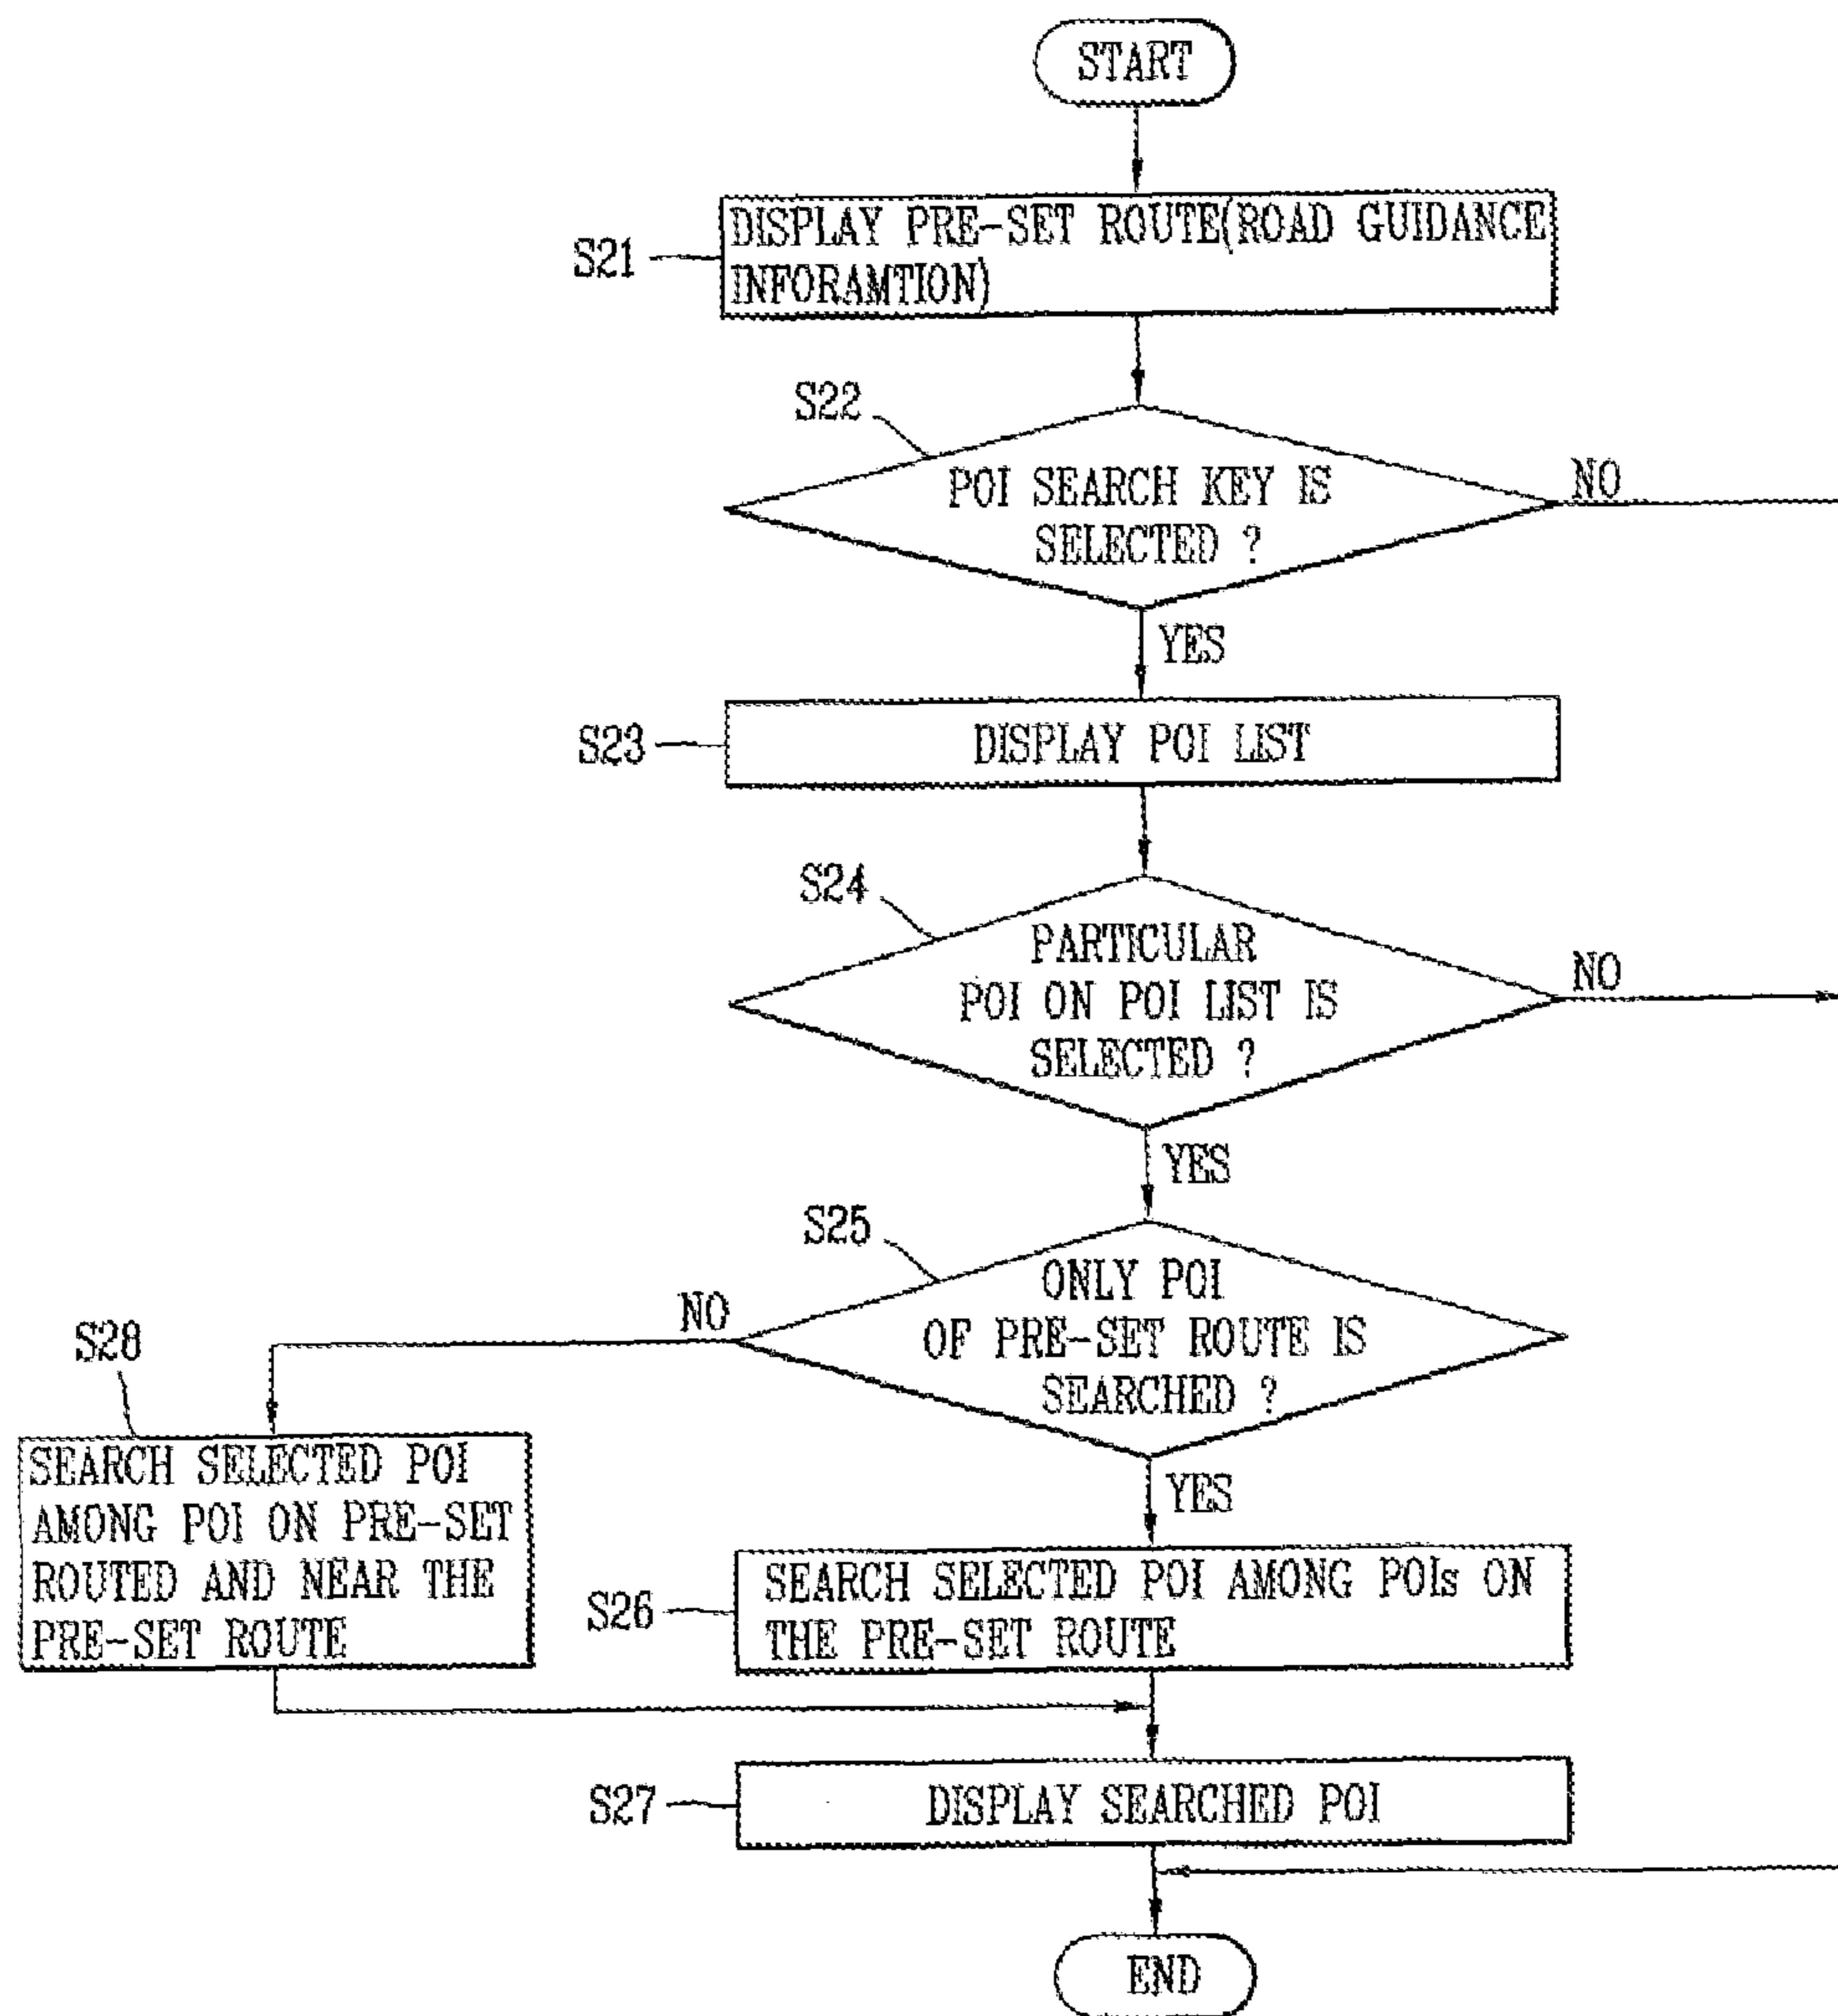 START
S21
DISPLAY PRE-SET ROUTE(ROAD GUIDANCE
INFORAMTION)
S22
POI SEARCH KEY IS
SELECTED ?
NO
YES
S23
DISPLAY POI LIST
S24
PARTICULAR
POI ON POI LIST IS
SELECTED ?
NO
YES
S25
ONLY POI
OF PRE-SET ROUTE IS
SEARCHED ?
NO
YES
S28
SEARCH SELECTED POI
AMONG POI ON PRE-SET
ROUTED AND NEAR THE
PRE-SET ROUTE
S26
SEARCH SELECTED POI AMONG POIs ON
THE PRE-SET ROUTE
S27
DISPLAY SEARCHED POI
END